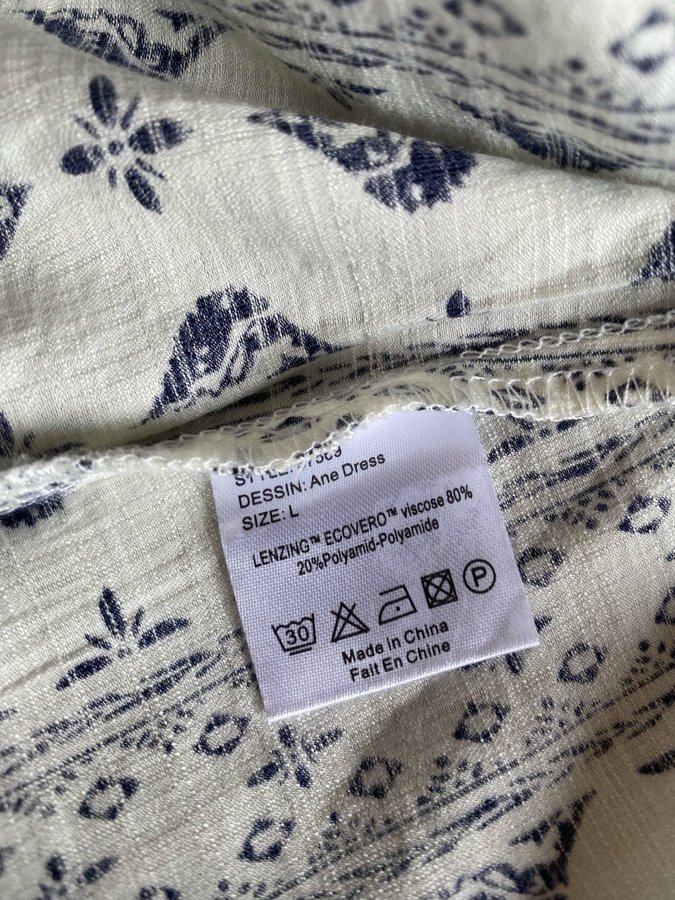 DESSIN: Ane Dress
SIZE: L
LENZING™ ECOVERO™ viscose 80%
20%Polyamid-Polyamide
30 P
Made in China
Fait En Chine